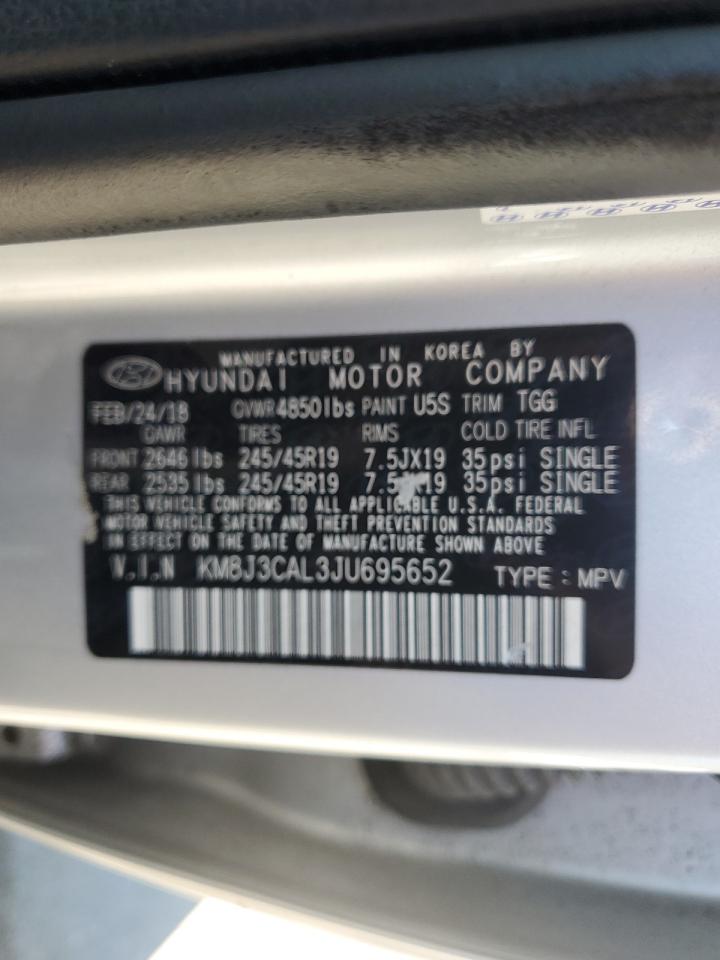 MANUFACTURED IN KOREA BY
HYUNDAI MOTOR COMPANY
FEB/24/18 GVWR 4850lbs PAINT U5S TRIM TGG
GAWR TIRES RIMS COLD TIRE INFL
FRONT 2646 lbs 245/45R19 7.5JX19 35psi SINGLE
REAR 2535 lbs 245/45R19 7.5JX19 35psi SINGLE
THIS VEHICLE CONFORMS TO ALL APPLICABLE U.S.A. FEDERAL
MOTOR VEHICLE SAFETY AND THEFT PREVENTION STANDARDS
IN EFFECT ON THE DATE OF MANUFACTURE SHOWN ABOVE
V.I.N KM8J3CAL3JU695652 TYPE : MPV